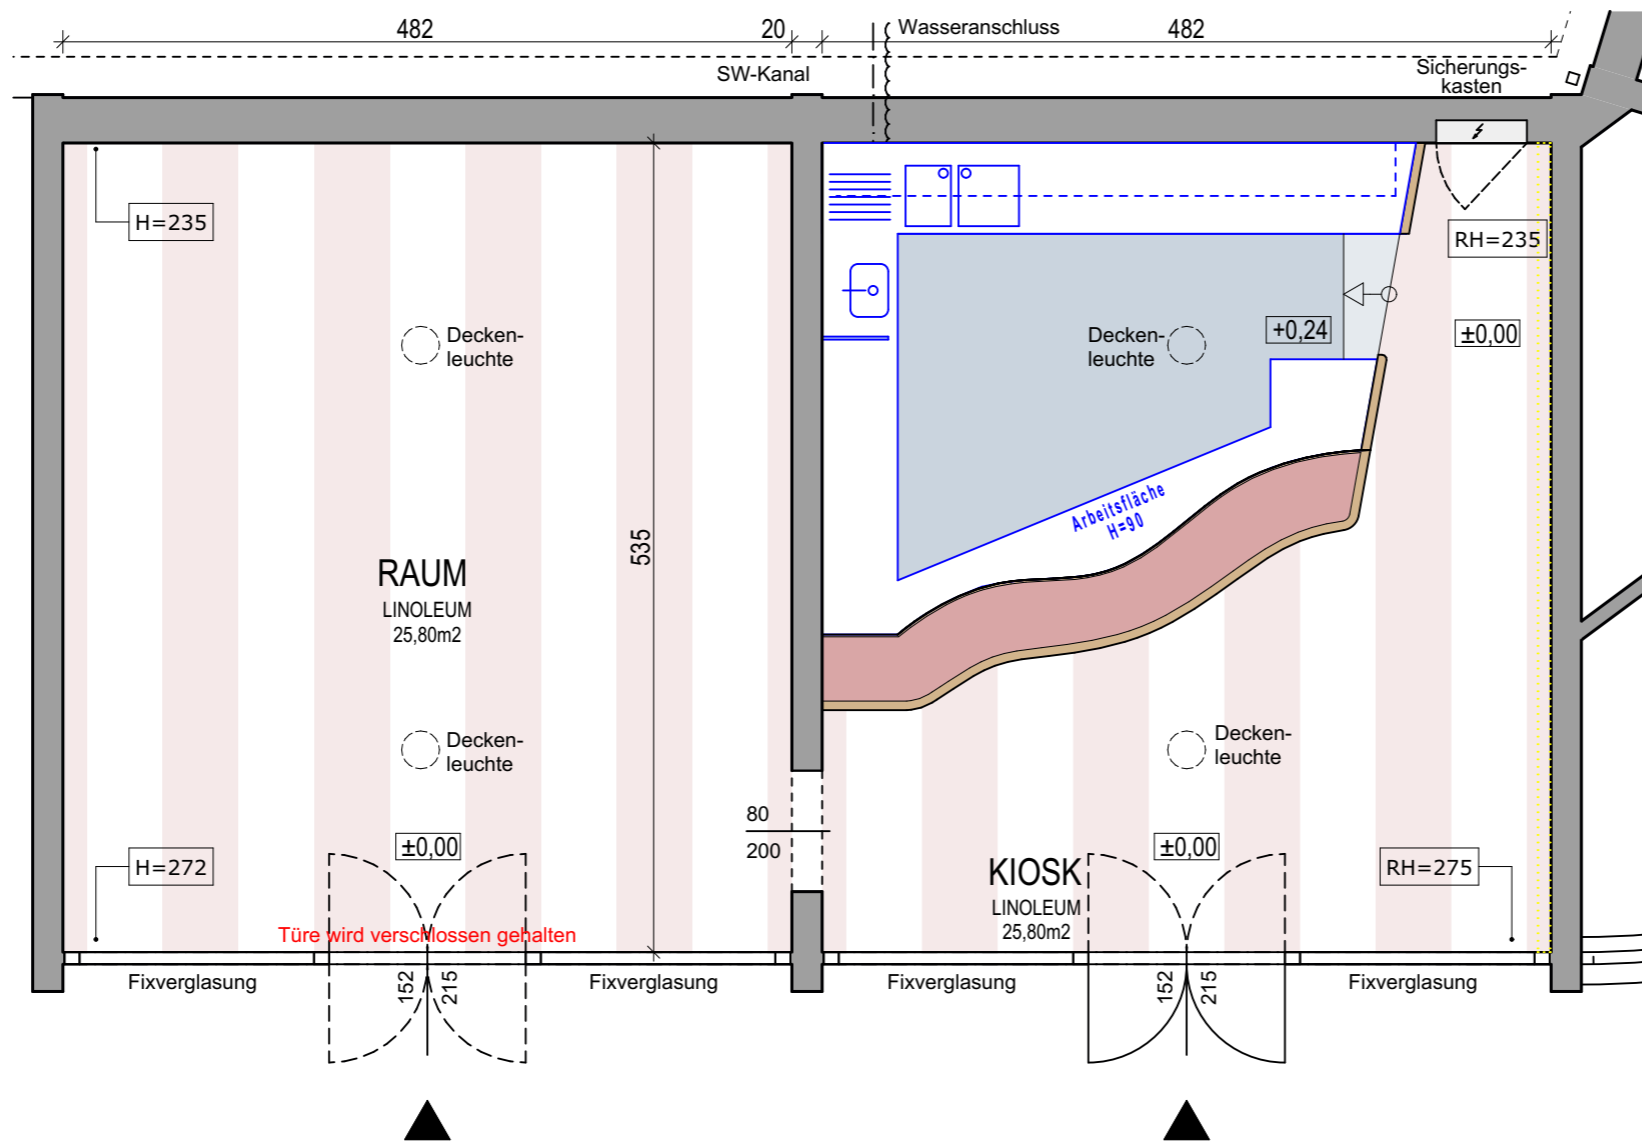 482
20
Wasseranschluss
482
SW-Kanal
Sicherungs-
kasten
H=235
RH=235
Decken-
leuchte
Decken-
leuchte
+0,24
±0,00
Arbeitsfläche
H=90
535
RAUM
LINOLEUM
25,80m2
Decken-
leuchte
Decken-
leuchte
80
200
±0,00
±0,00
H=272
KIOSK
LINOLEUM
25,80m2
RH=275
Türe wird verschlossen gehalten
Fixverglasung
152
215
Fixverglasung
Fixverglasung
152
215
Fixverglasung